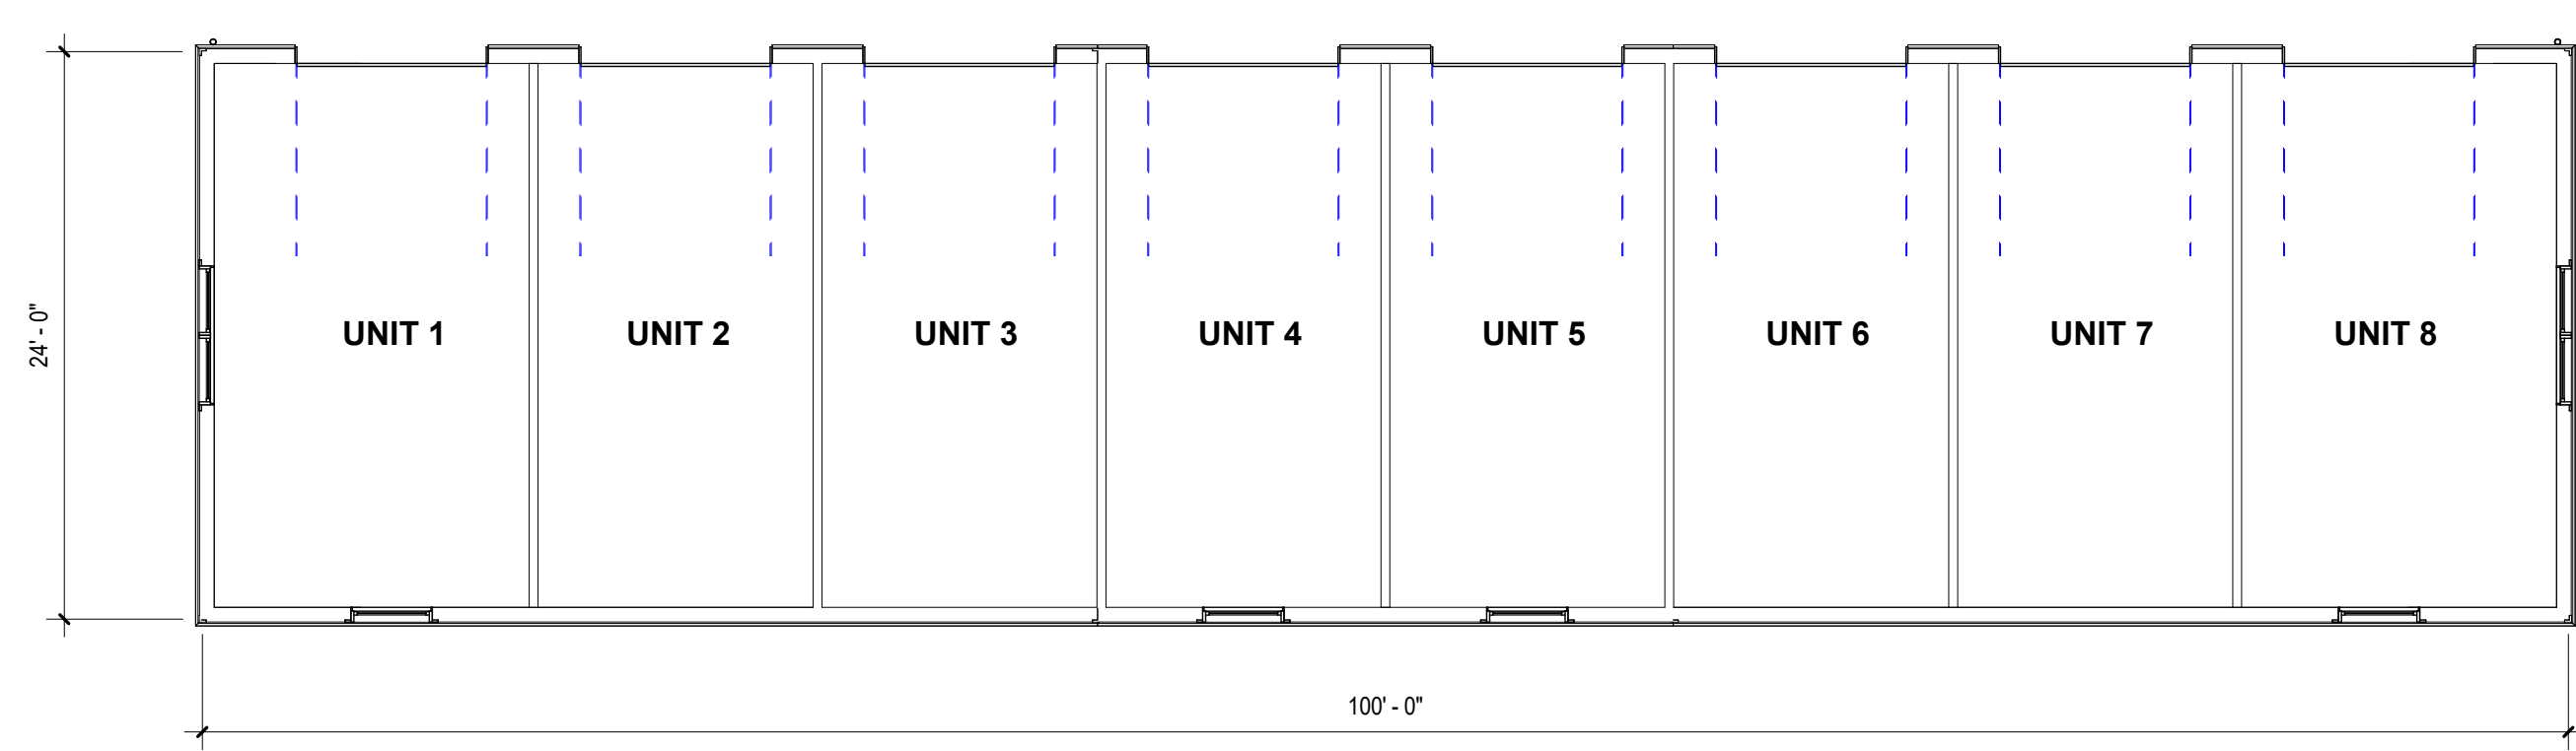 24' - 0"
UNIT 1
UNIT 2
UNIT 3
UNIT 4
UNIT 5
UNIT 6
UNIT 7
UNIT 8
100' - 0"